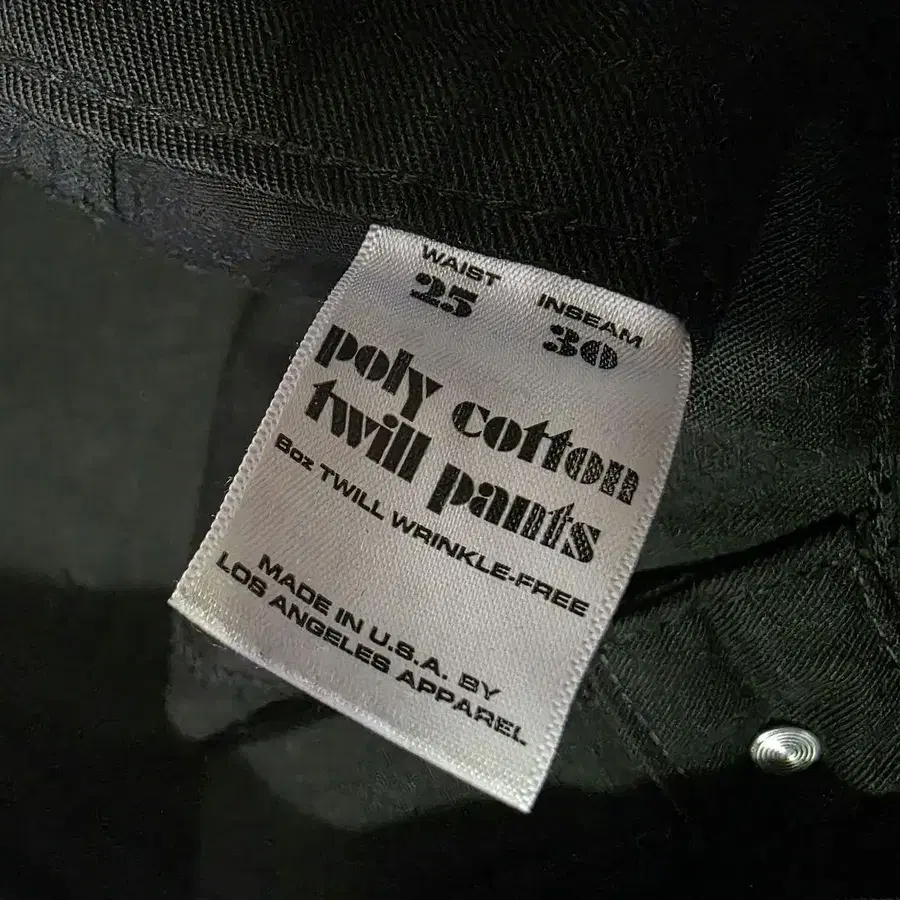 WAIST INSEAM
25 30
poly cotton
twill pants
8oz TWILL WRINKLE-FREE
MADE IN U.S.A. BY
LOS ANGELES APPAREL